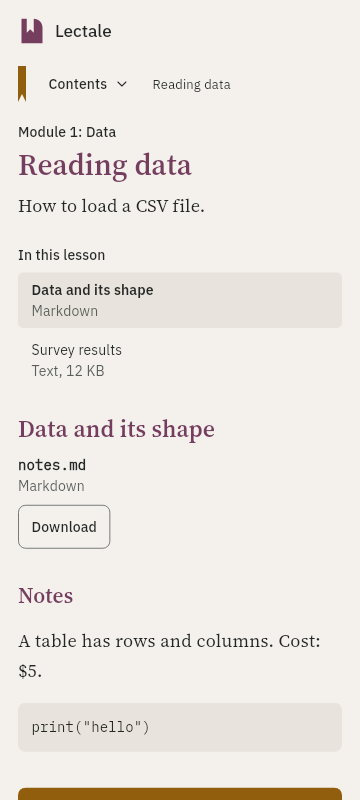 Lectale
Contents
Reading data
Module 1: Data
Reading data
How to load a CSV file.
In this lesson
Data and its shape
Markdown
Survey results
Text, 12 KB
Data and its shape
notes.md
Markdown
Download
Notes
A table has rows and columns. Cost:
$5.
print("hello")